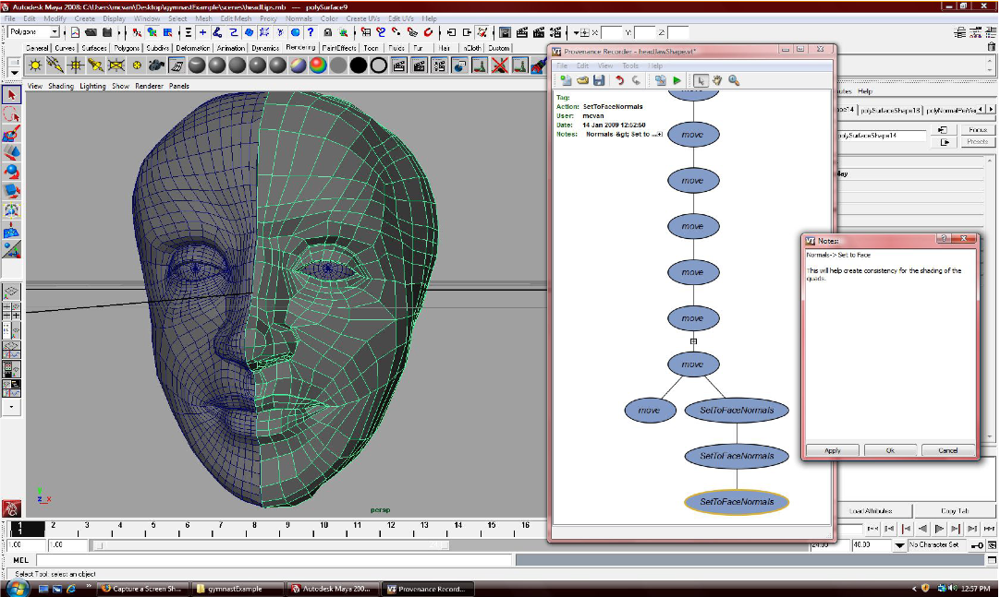 Autodesk Maya 2008: C:\Users\mcvan\Desktop\gymnastExample\scenes\headtips.mb --- polySurface9
File Edit Modify Create Display Window Select Mesh Edit Mesh Proxy Normals Color Create UVs Edit UVs Help
Polygons
X: Y: Z:
General Curves Surfaces Polygons Subdivs Deformation Animation Dynamics Rendering PaintEffects Toon Fluids Fur Hair nCloth Custom
View Shading Lighting Show Renderer Panels
Provenance Recorder - headJawShapes.vt*
File Edit View Tools Help
Tag:
Action: SetToFaceNormals
User: mcvan
Date: 14 Jan 2009 12:52:50
Notes: Normals-&gt; Set to ...
move
move
move
move
move
move
move
SetToFaceNormals
SetToFaceNormals
SetToFaceNormals
Help
polySurfaceShape18
polySurfaceShape14
Focus
Presets
Notes:
Normals-> Set to Face
This will help create consistency for the shading of the
quads.
Apply Ok Cancel
Load Attributes Copy Tab
persp
1 2 3 4 5 6 7 8 9 10 11 12 13 14 15 16
1
1.00 1.00 24.00 48.00 No Character Set
MEL
Select Tool: select an object
Capture a Screen Sh... gymnastExample Autodesk Maya 200... Provenance Record... 12:57 PM